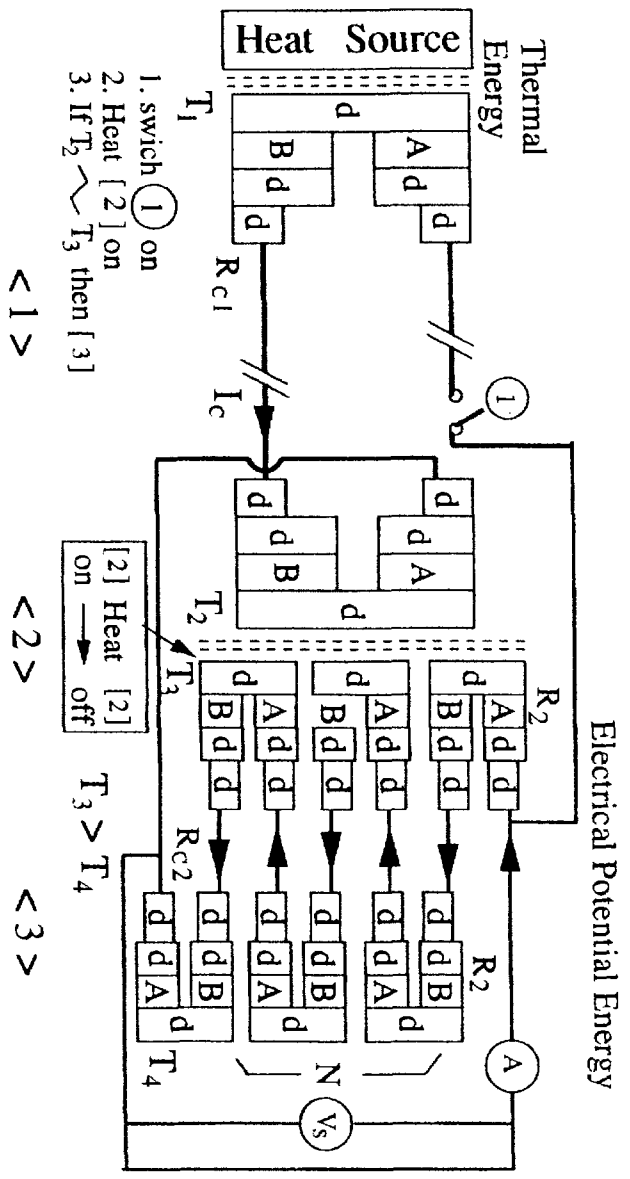 Heat Source
Thermal
Energy
T1
d
A
B
d
d
d
d
Rc1
Ic
1
1. swich ① on
2. Heat [ 2 ] on
3. If T2 T3 then [ 3 ]
< 1 >
d
d
d
d
A
B
d
T2
[2] Heat [2]
on → off
< 2 >
T3
R2
d
A
B
d
d
d
d
d
A
B
d
d
d
d
d
A
B
d
d
d
d
Rc2
T3 > T4
Electrical Potential Energy
d
d
B
d
d
A
d
R2
d
d
B
d
d
A
d
d
d
B
d
d
A
d
T4
N
A
Vs
< 3 >